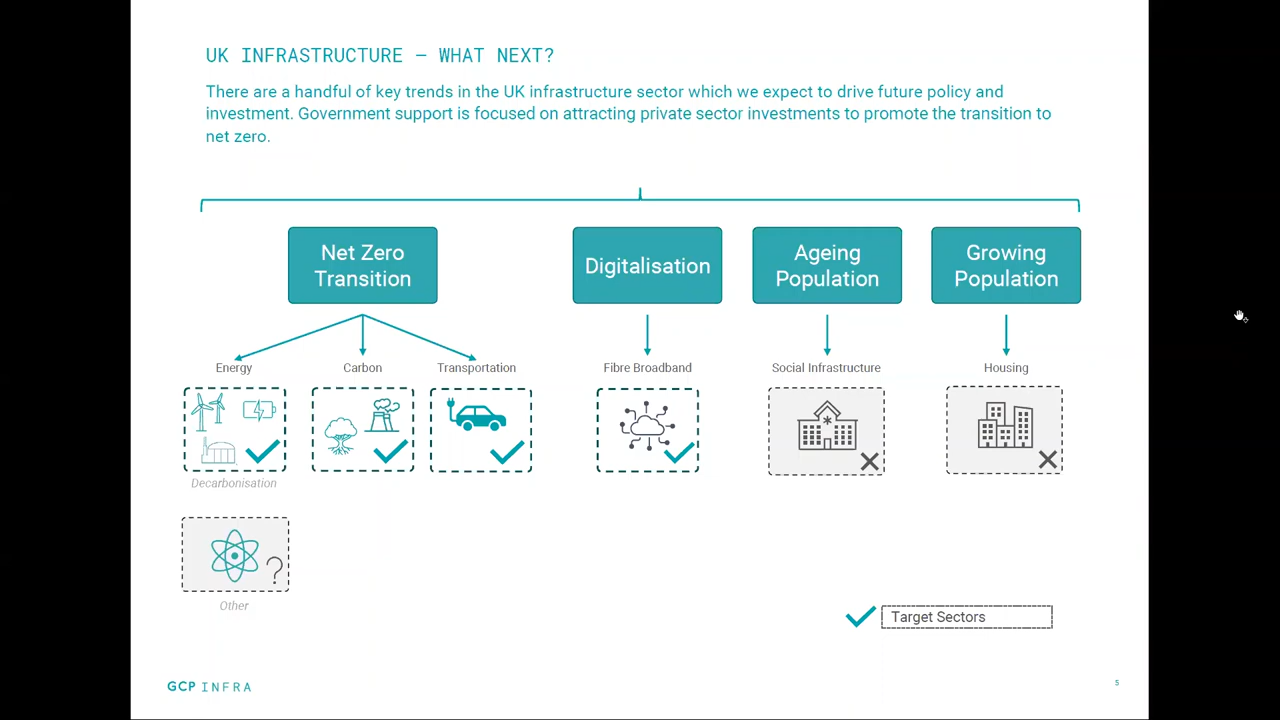 UK INFRASTRUCTURE – WHAT NEXT?
There are a handful of key trends in the UK infrastructure sector which we expect to drive future policy and
investment. Government support is focused on attracting private sector investments to promote the transition to
net zero.
Net Zero
Transition
Digitalisation
Ageing
Population
Growing
Population
Energy
Carbon
Transportation
Fibre Broadband
Social Infrastructure
Housing
Decarbonisation
?
Other
Target Sectors
GCP INFRA
5